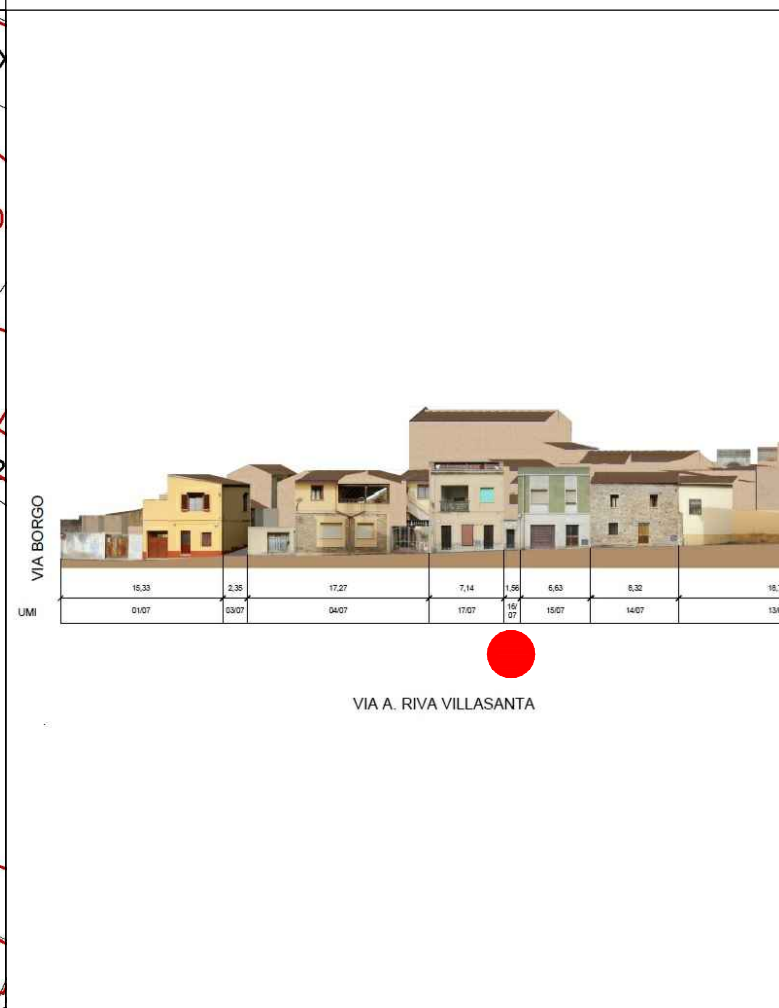 VIA BORGO
15,33 2,35 17,27 7,14 1,56 6,63 8,32
UMI 01/07 03/07 04/07 17/07 16/07 15/07 14/07
VIA A. RIVA VILLASANTA